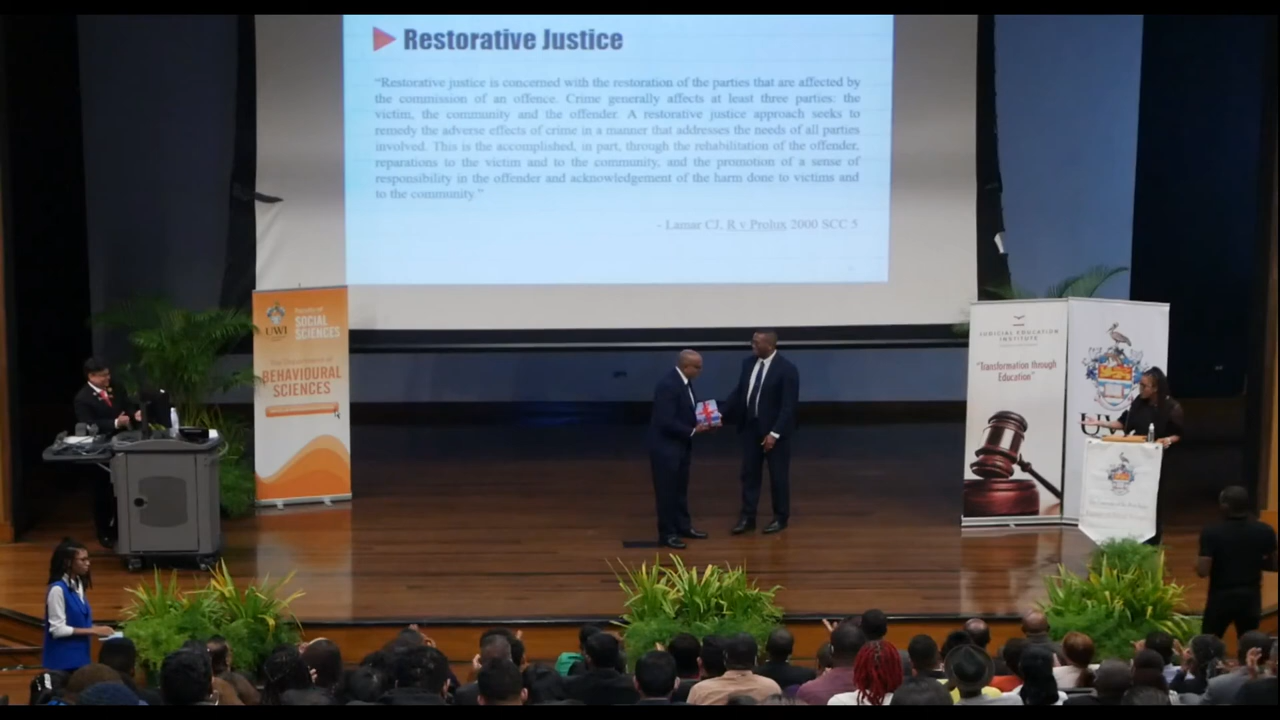 Restorative Justice
“Restorative justice is concerned with the restoration of the parties that are affected by
the commission of an offence. Crime generally affects at least three parties: the
victim, the community and the offender. A restorative justice approach seeks to
remedy the adverse effects of crime in a manner that addresses the needs of all parties
involved. This is the accomplished, in part, through the rehabilitation of the offender,
reparations to the victim and to the community, and the promotion of a sense of
responsibility in the offender and acknowledgement of the harm done to victims and
to the community.”
- Lamar CJ, R v Prolux 2000 SCC 5
UWI
SOCIAL
SCIENCES
BEHAVIOURAL
SCIENCES
JUDICIAL EDUCATION
INSTITUTE
“Transformation through
Education”